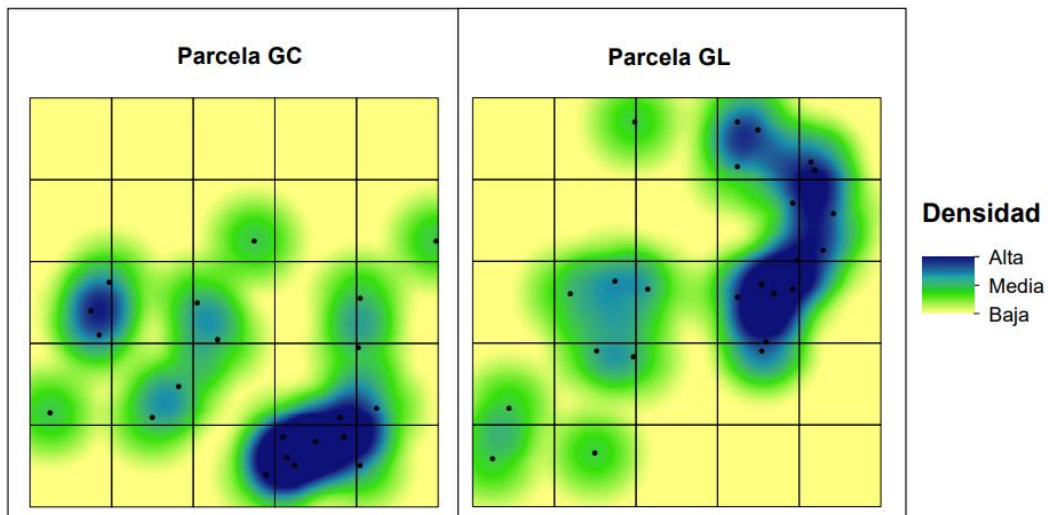 Parcela GC
Parcela GL
Densidad
Alta
Media
Baja